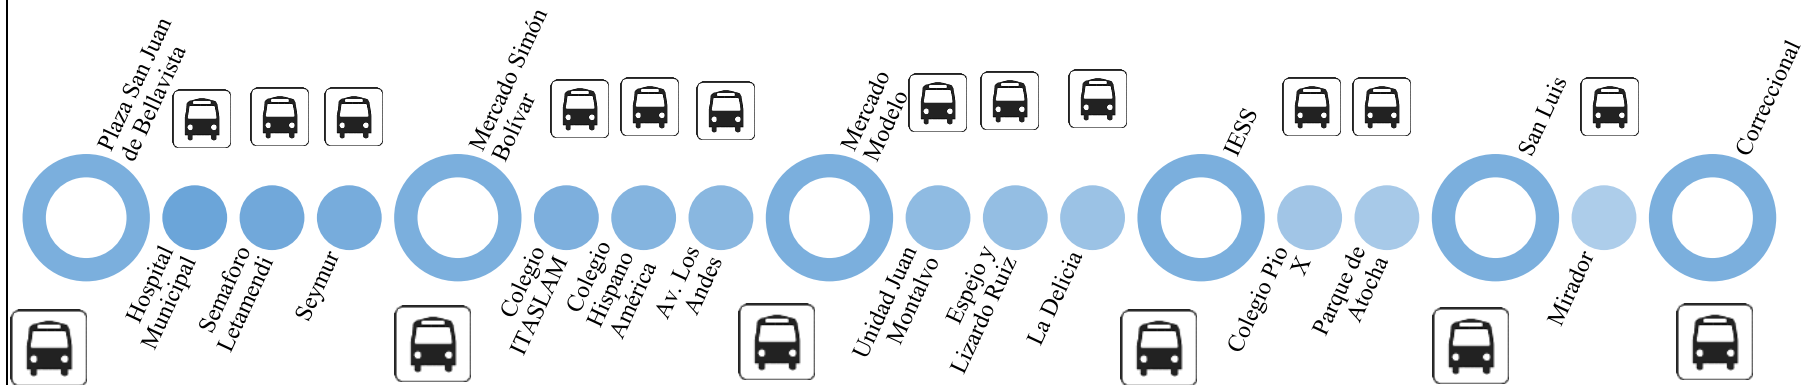 Plaza San Juan
de Bellavista
Hospital
Municipal
Semaforo
Letamendi
Seymur
Mercado Simón
Bolívar
Colegio
ITASLAM
Colegio
Hispano
América
Av. Los
Andes
Mercado
Modelo
Unidad Juan
Montalvo
Espejo y
Lizardo Ruiz
La Delicia
IESS
Colegio Pio
X
Parque de
Atocha
San Luis
Mirador
Correccional